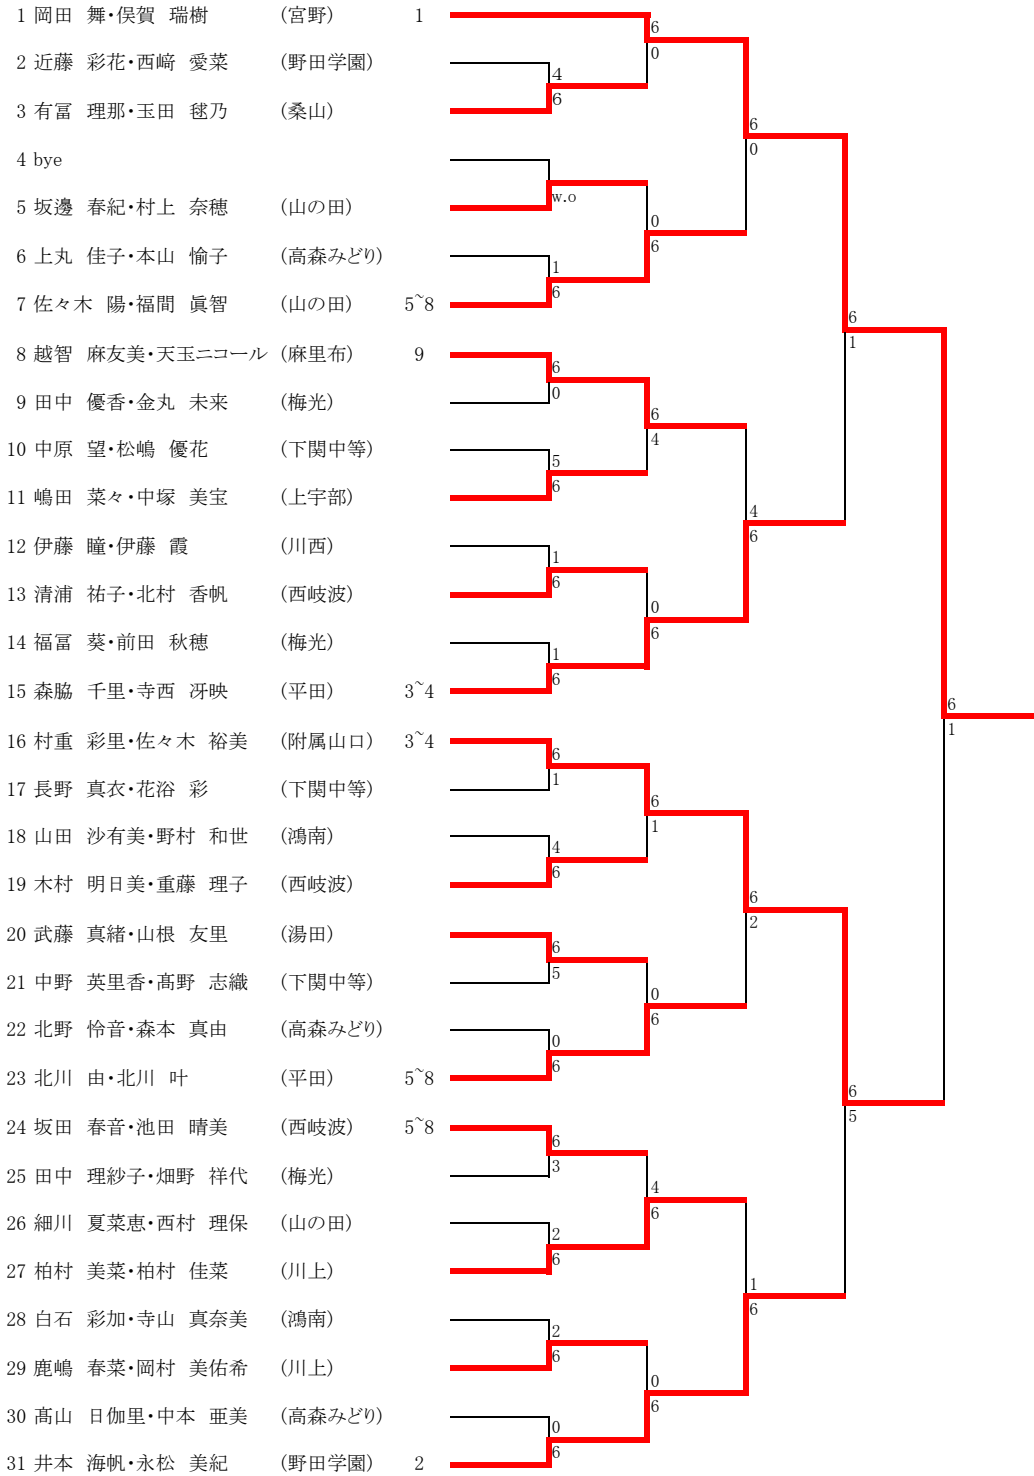 1 岡田 舞・俣賀 瑞樹 (宮野) 1
6
0
2 近藤 彩花・西﨑 愛菜 (野田学園)
4
6
3 有冨 理那・玉田 毬乃 (桑山)
6
0
4 bye
w.o
5 坂邊 春紀・村上 奈穂 (山の田)
0
6
6 上丸 佳子・本山 愉子 (高森みどり)
1
6
7 佐々木 陽・福間 眞智 (山の田) 5~8
6
1
8 越智 麻友美・天玉ニコール (麻里布) 9
6
0
9 田中 優香・金丸 未来 (梅光)
6
4
10 中原 望・松嶋 優花 (下関中等)
5
6
11 嶋田 菜々・中塚 美宝 (上宇部)
4
6
12 伊藤 瞳・伊藤 霞 (川西)
1
6
13 清浦 祐子・北村 香帆 (西岐波)
0
6
14 福冨 葵・前田 秋穂 (梅光)
1
6
15 森脇 千里・寺西 冴映 (平田) 3~4
6
1
16 村重 彩里・佐々木 裕美 (附属山口) 3~4
6
1
17 長野 真衣・花浴 彩 (下関中等)
6
1
18 山田 沙有美・野村 和世 (鴻南)
4
6
19 木村 明日美・重藤 理子 (西岐波)
6
2
20 武藤 真緒・山根 友里 (湯田)
6
5
21 中野 英里香・髙野 志織 (下関中等)
0
6
22 北野 怜音・森本 真由 (高森みどり)
0
6
23 北川 由・北川 叶 (平田) 5~8
6
5
24 坂田 春音・池田 晴美 (西岐波) 5~8
6
3
25 田中 理紗子・畑野 祥代 (梅光)
4
6
26 細川 夏菜恵・西村 理保 (山の田)
2
6
27 柏村 美菜・柏村 佳菜 (川上)
1
6
28 白石 彩加・寺山 真奈美 (鴻南)
2
6
29 鹿嶋 春菜・岡村 美佑希 (川上)
0
6
30 髙山 日伽里・中本 亜美 (高森みどり)
0
6
31 井本 海帆・永松 美紀 (野田学園) 2